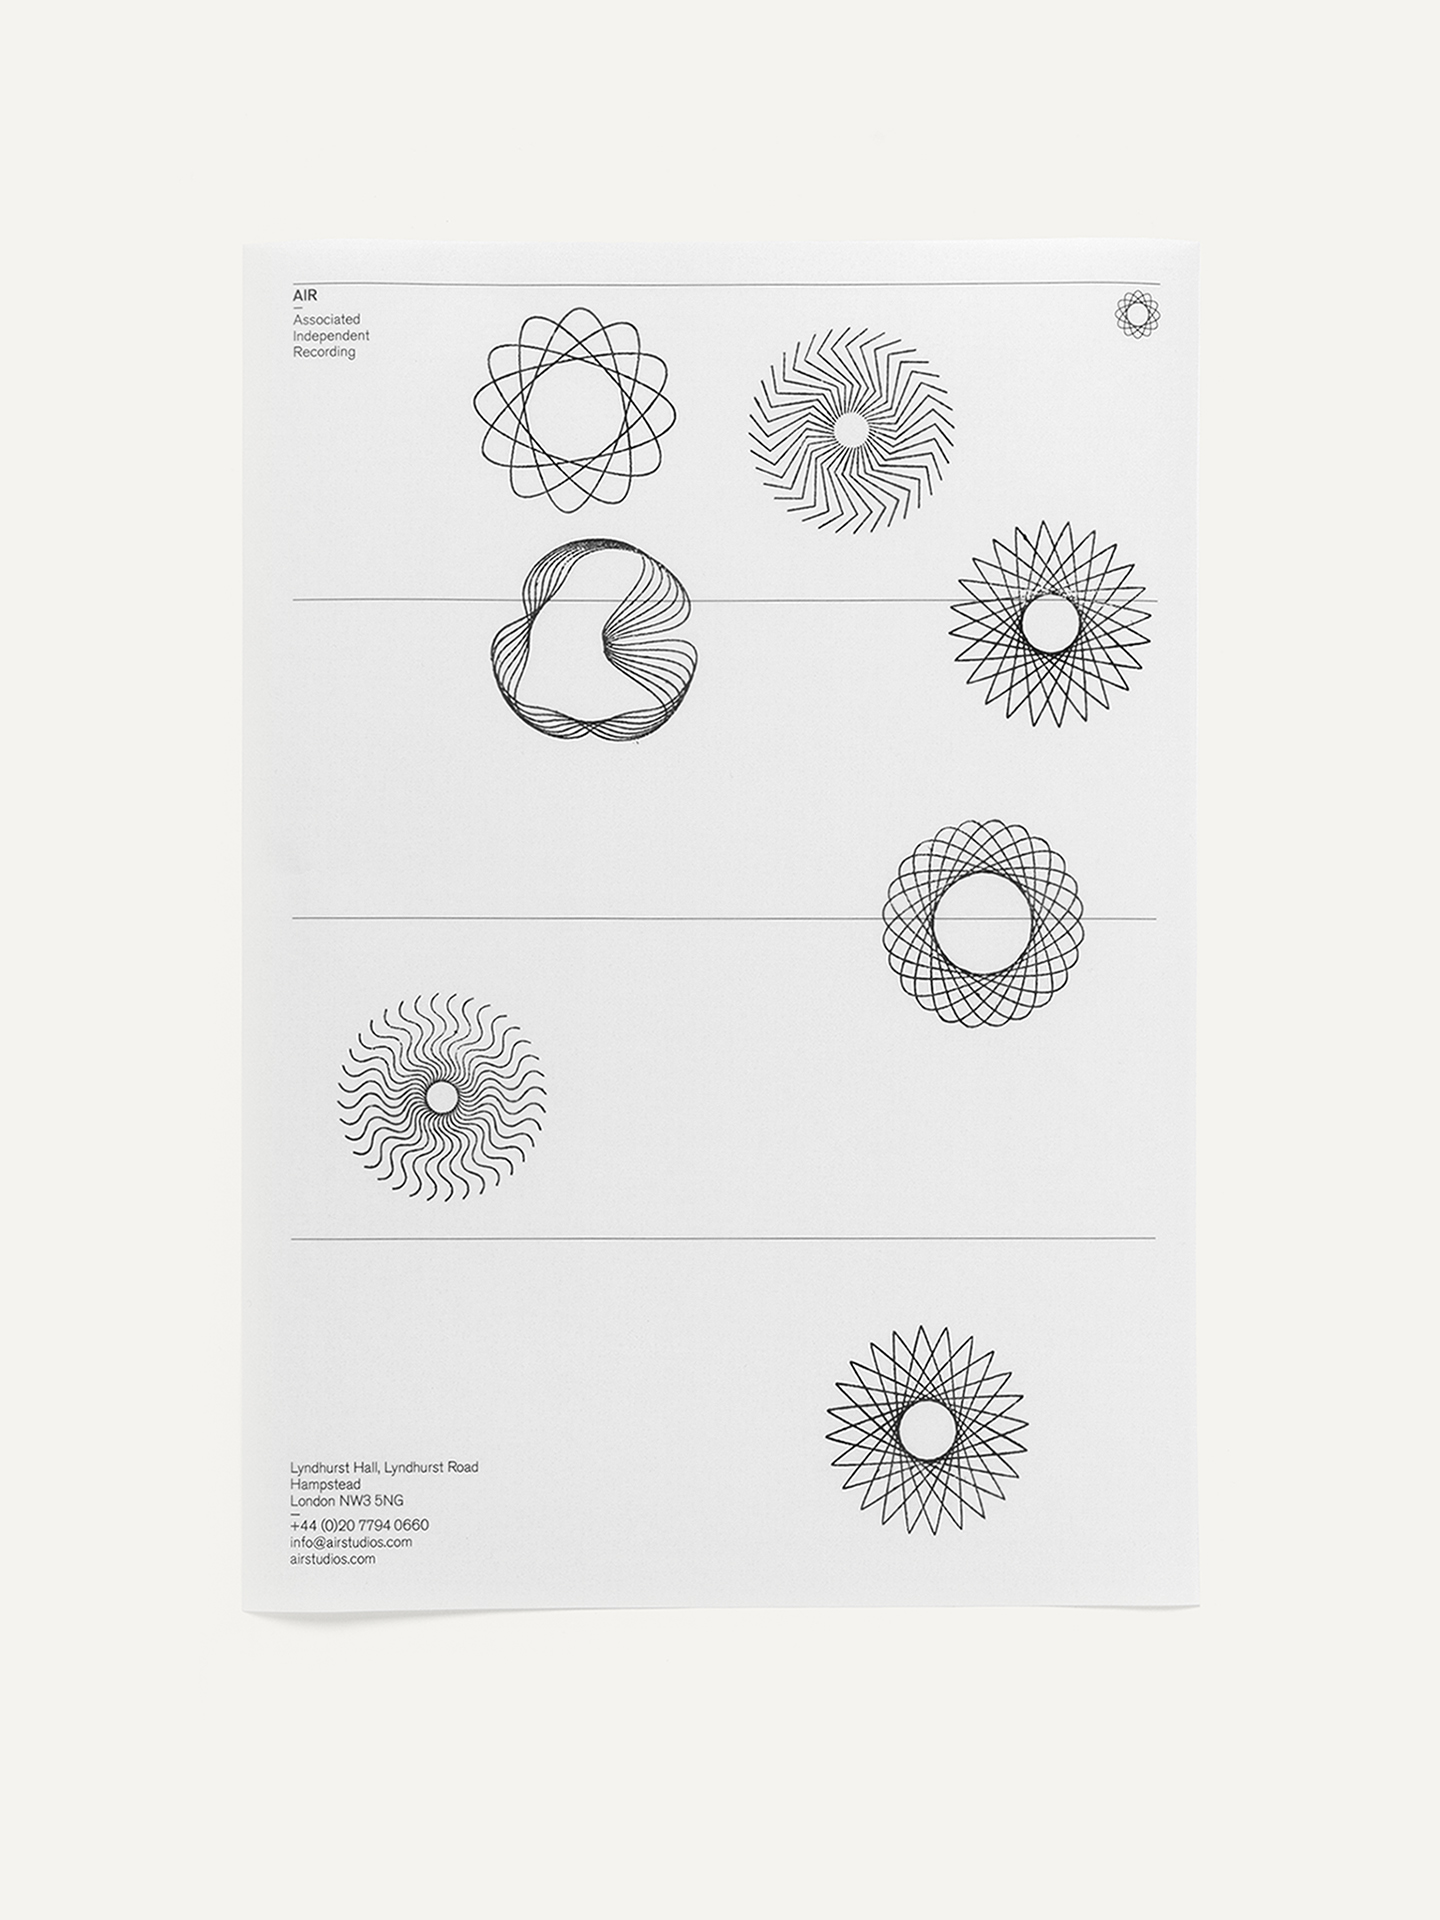 AIR
Associated
Independent
Recording
Lyndhurst Hall, Lyndhurst Road
Hampstead
London NW3 5NG
+44 (0)20 7794 0660
info@airstudios.com
airstudios.com